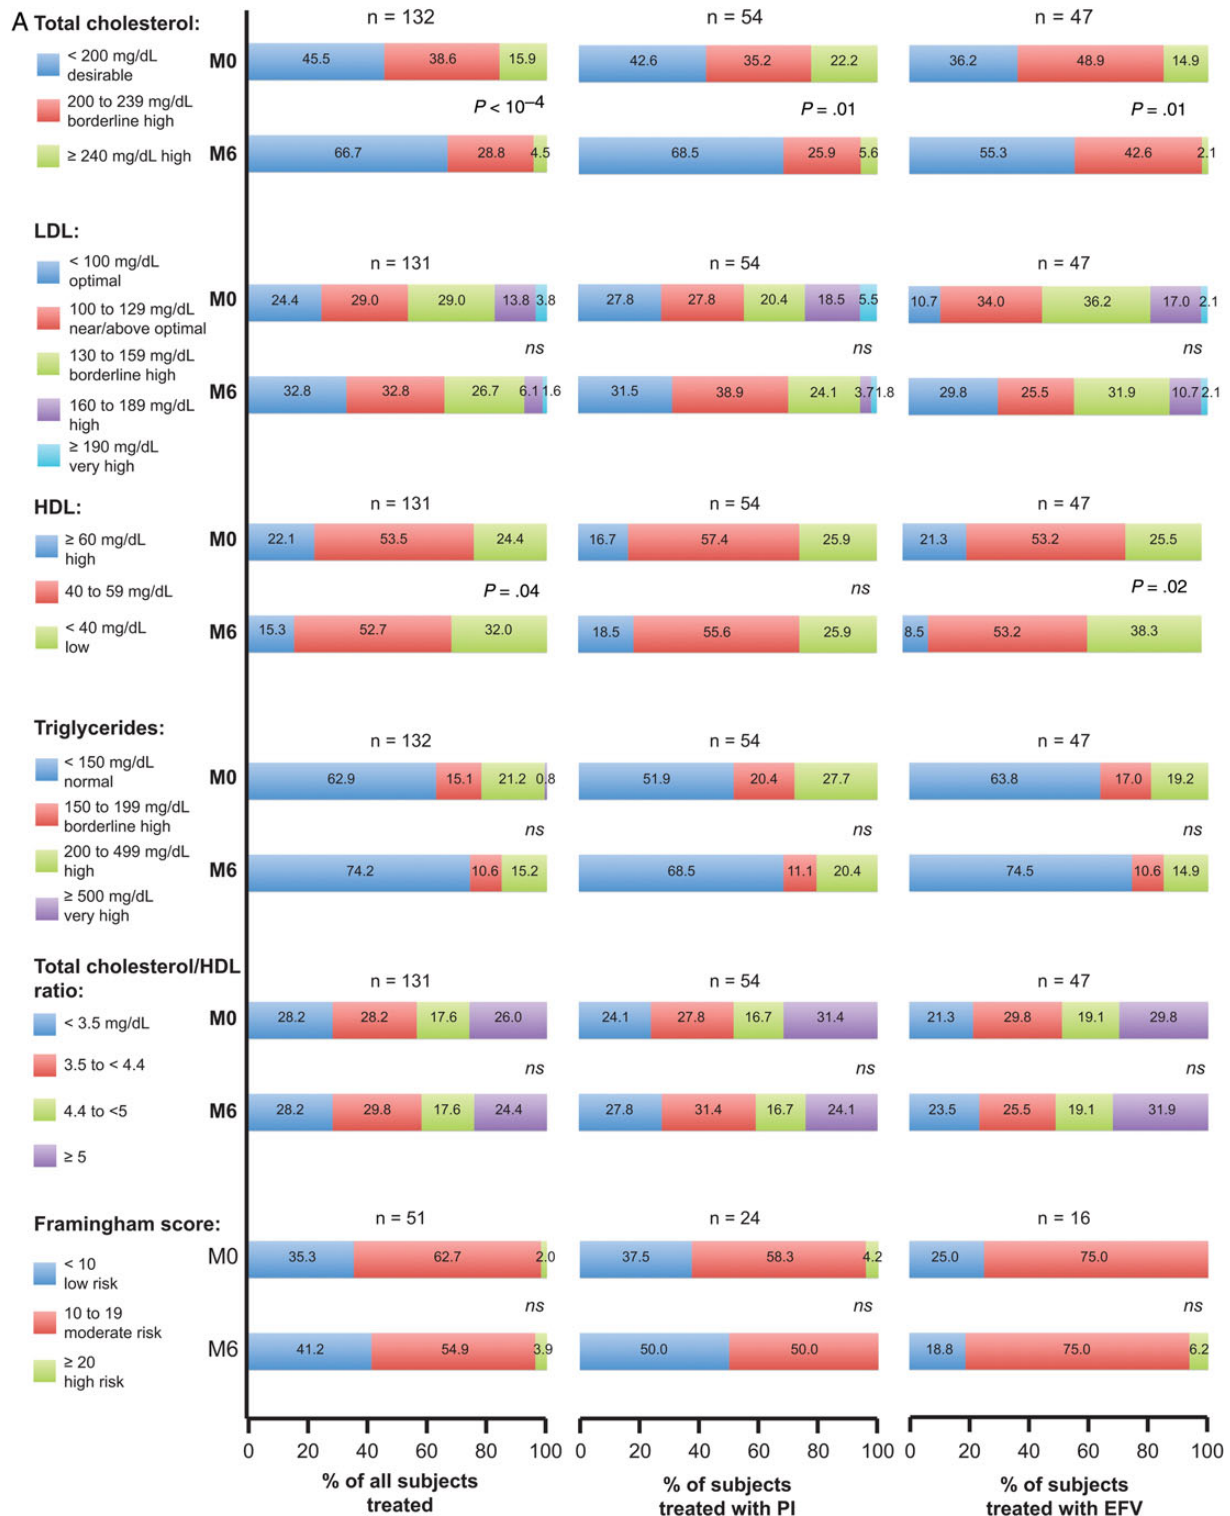 A Total cholesterol:
< 200 mg/dL
desirable
200 to 239 mg/dL
borderline high
≥ 240 mg/dL high
n = 132 n = 54 n = 47
M0 45.5 38.6 15.9 42.6 35.2 22.2 36.2 48.9 14.9
P < 10⁻⁴ P = .01 P = .01
M6 66.7 28.8 4.5 68.5 25.9 5.6 55.3 42.6 2.1
LDL:
< 100 mg/dL
optimal
100 to 129 mg/dL
near/above optimal
130 to 159 mg/dL
borderline high
160 to 189 mg/dL
high
≥ 190 mg/dL
very high
n = 131 n = 54 n = 47
M0 24.4 29.0 29.0 13.8 3.8 27.8 27.8 20.4 18.5 5.5 10.7 34.0 36.2 17.0 2.1
ns ns ns
M6 32.8 32.8 26.7 6.1 1.6 31.5 38.9 24.1 3.7 1.8 29.8 25.5 31.9 10.7 2.1
HDL:
≥ 60 mg/dL
high
40 to 59 mg/dL
< 40 mg/dL
low
n = 131 n = 54 n = 47
M0 22.1 53.5 24.4 16.7 57.4 25.9 21.3 53.2 25.5
P = .04 ns P = .02
M6 15.3 52.7 32.0 18.5 55.6 25.9 8.5 53.2 38.3
Triglycerides:
< 150 mg/dL
normal
150 to 199 mg/dL
borderline high
200 to 499 mg/dL
high
≥ 500 mg/dL
very high
n = 132 n = 54 n = 47
M0 62.9 15.1 21.2 0.8 51.9 20.4 27.7 63.8 17.0 19.2
ns ns ns
M6 74.2 10.6 15.2 68.5 11.1 20.4 74.5 10.6 14.9
Total cholesterol/HDL
ratio:
< 3.5 mg/dL
3.5 to < 4.4
4.4 to <5
≥ 5
n = 131 n = 54 n = 47
M0 28.2 28.2 17.6 26.0 24.1 27.8 16.7 31.4 21.3 29.8 19.1 29.8
ns ns ns
M6 28.2 29.8 17.6 24.4 27.8 31.4 16.7 24.1 23.5 25.5 19.1 31.9
Framingham score:
< 10
low risk
10 to 19
moderate risk
≥ 20
high risk
n = 51 n = 24 n = 16
M0 35.3 62.7 2.0 37.5 58.3 4.2 25.0 75.0
ns ns ns
M6 41.2 54.9 3.9 50.0 50.0 18.8 75.0 6.2
0 20 40 60 80 100 0 20 40 60 80 100 0 20 40 60 80 100
% of all subjects
treated
% of subjects
treated with PI
% of subjects
treated with EFV